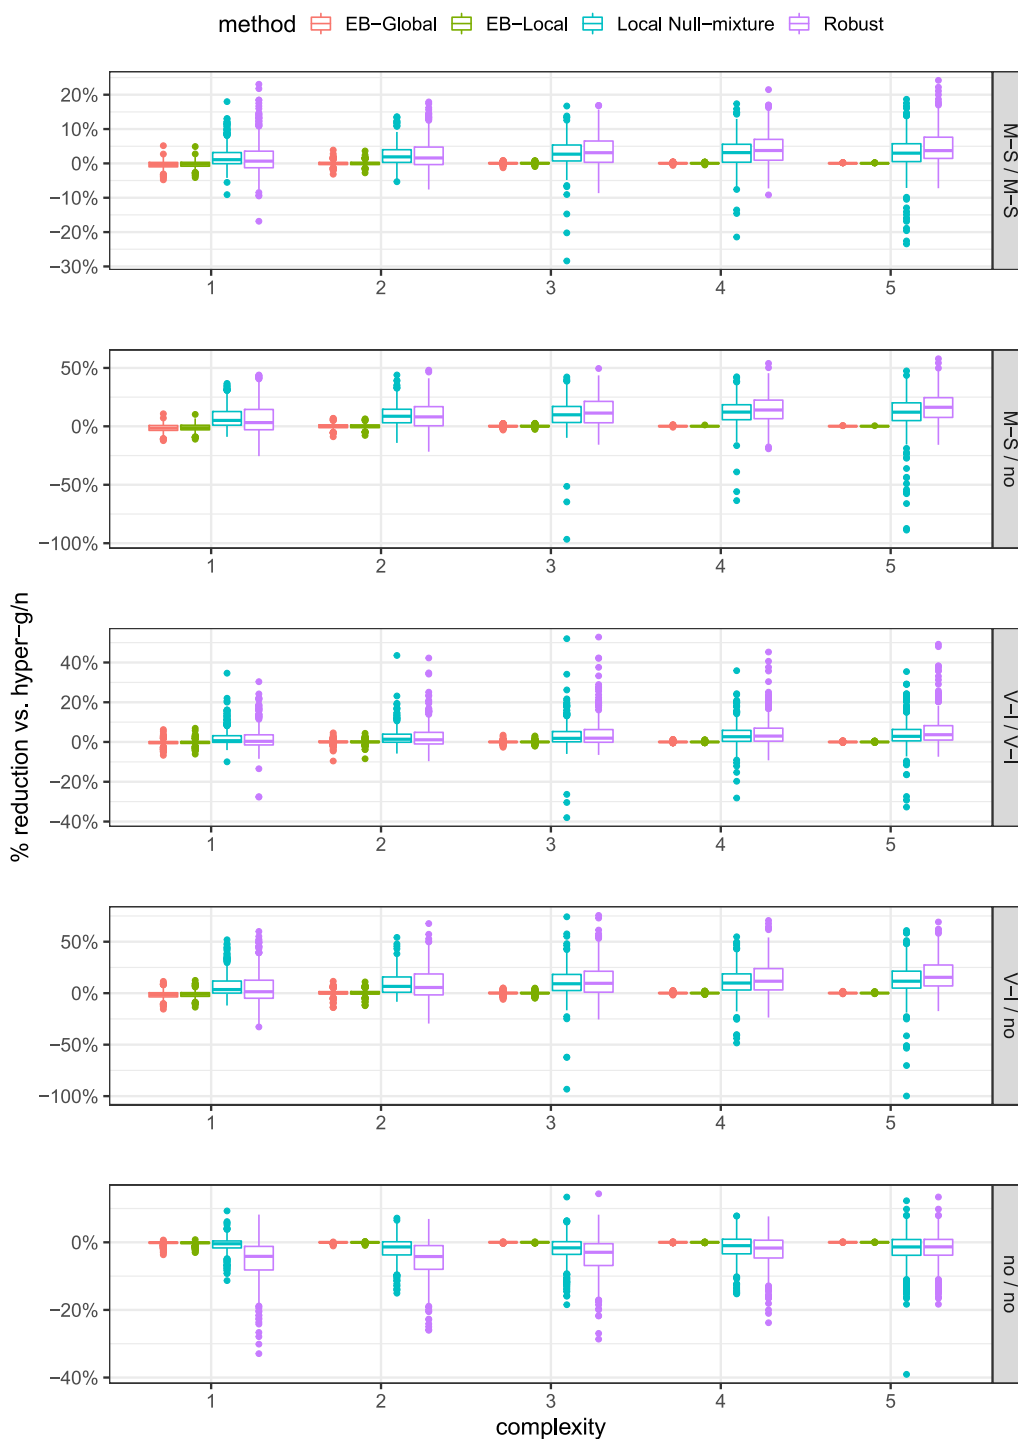 method EB−Global EB−Local Local Null−mixture Robust
% reduction vs. hyper−g/n
20%
10%
0%
−10%
−20%
−30%
1 2 3 4 5
M−S / M−S
50%
0%
−50%
−100%
1 2 3 4 5
M−S / no
40%
20%
0%
−20%
−40%
1 2 3 4 5
V−I / V−I
50%
0%
−50%
−100%
1 2 3 4 5
V−I / no
0%
−20%
−40%
1 2 3 4 5
no / no
complexity